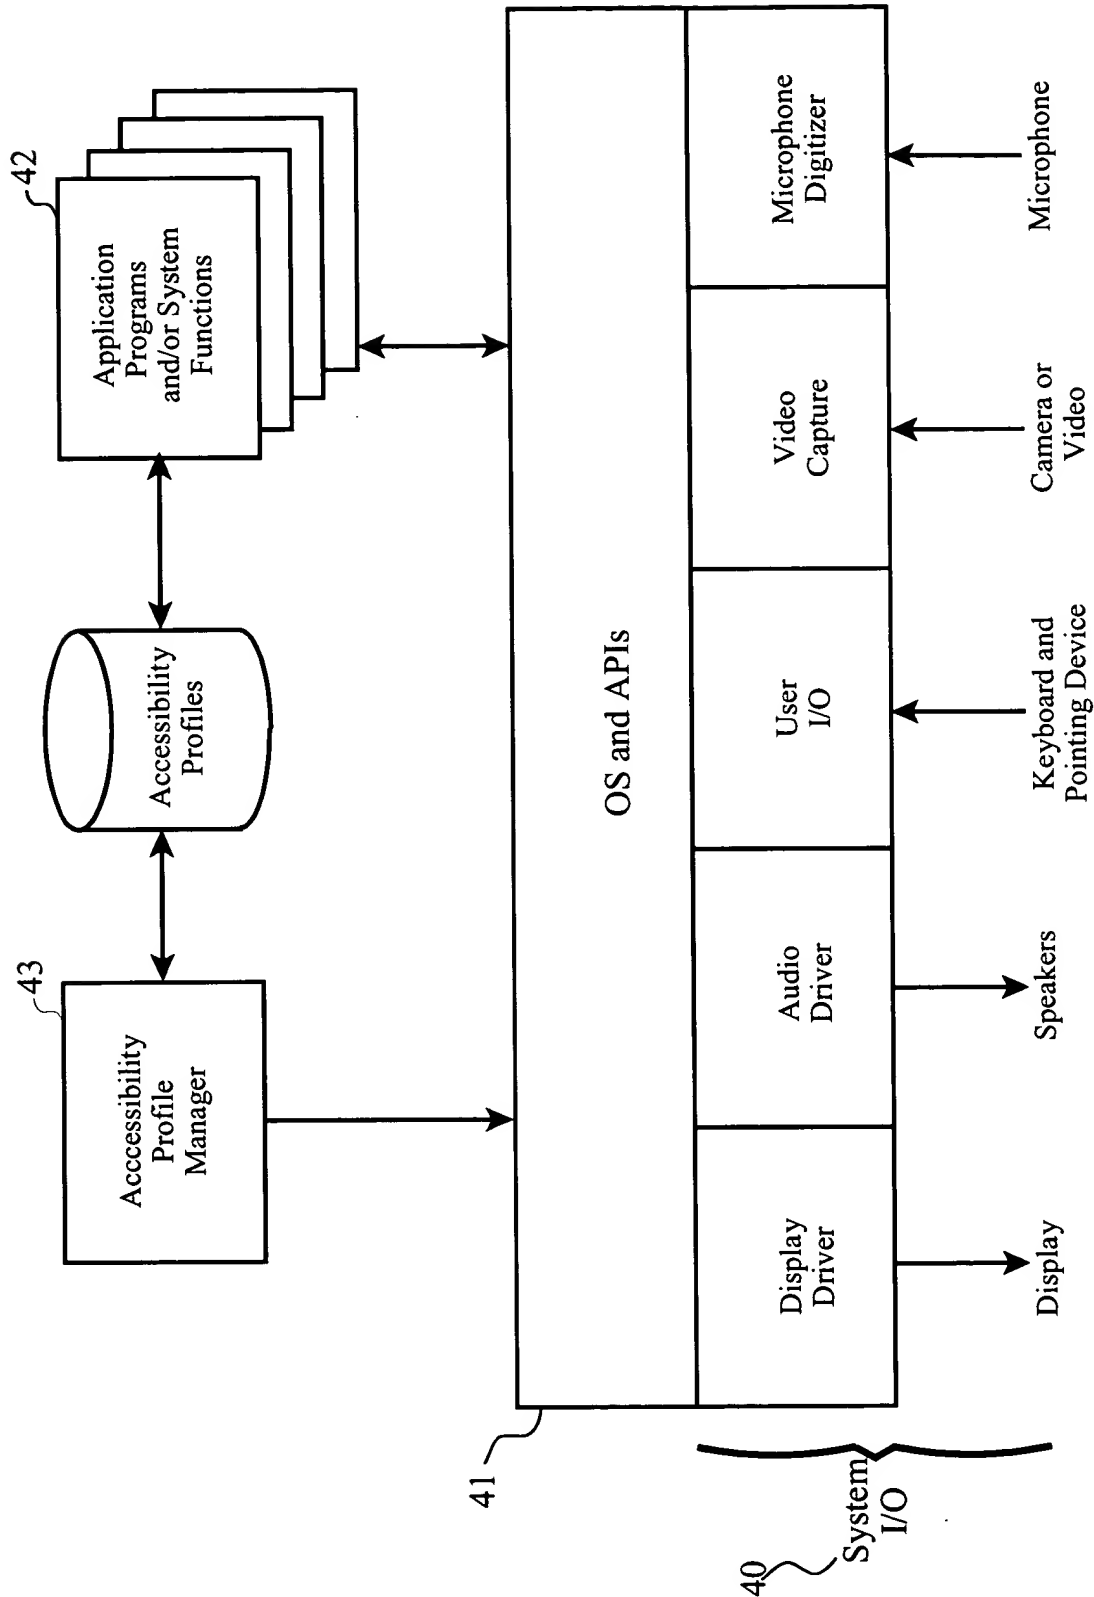 43
Acccessibility
Profile
Manager
Accessibility
Profiles
42
Application
Programs
and/or System
Functions
41
OS and APIs
40
System
I/O
Display
Driver
Audio
Driver
User
I/O
Video
Capture
Microphone
Digitizer
Display
Speakers
Keyboard and
Pointing Device
Camera or
Video
Microphone